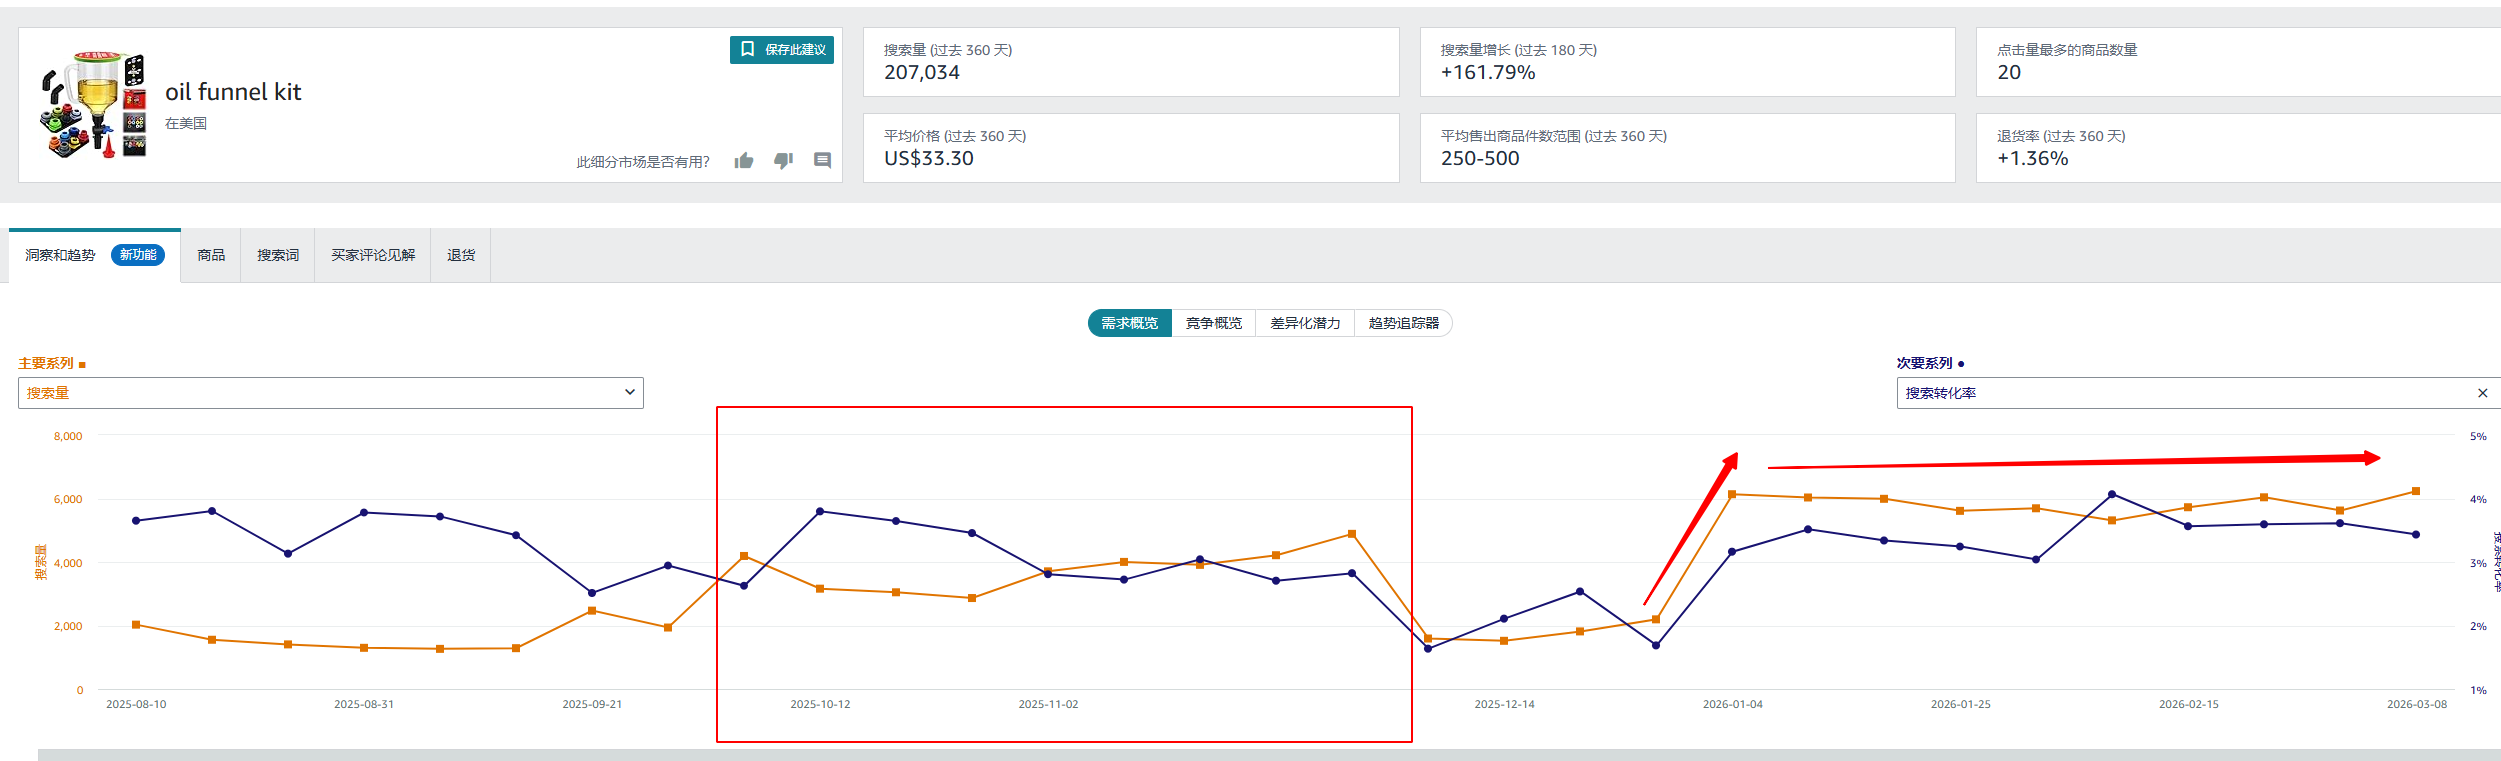 保存此建议
oil funnel kit
在美国
此细分市场是否有用？
搜索量 (过去 360 天)
207,034
搜索量增长 (过去 180 天)
+161.79%
点击量最多的商品数量
20
平均价格 (过去 360 天)
US$33.30
平均售出商品件数范围 (过去 360 天)
250-500
退货率 (过去 360 天)
+1.36%
洞察和趋势 新功能 商品 搜索词 买家评论见解 退货
需求概览 竞争概览 差异化潜力 趋势追踪器
主要系列
搜索量
次要系列
搜索转化率
8,000
6,000
4,000
2,000
0
搜索量
5%
4%
3%
2%
1%
搜索转化率
2025-08-10 2025-08-31 2025-09-21 2025-10-12 2025-11-02 2025-12-14 2026-01-04 2026-01-25 2026-02-15 2026-03-08